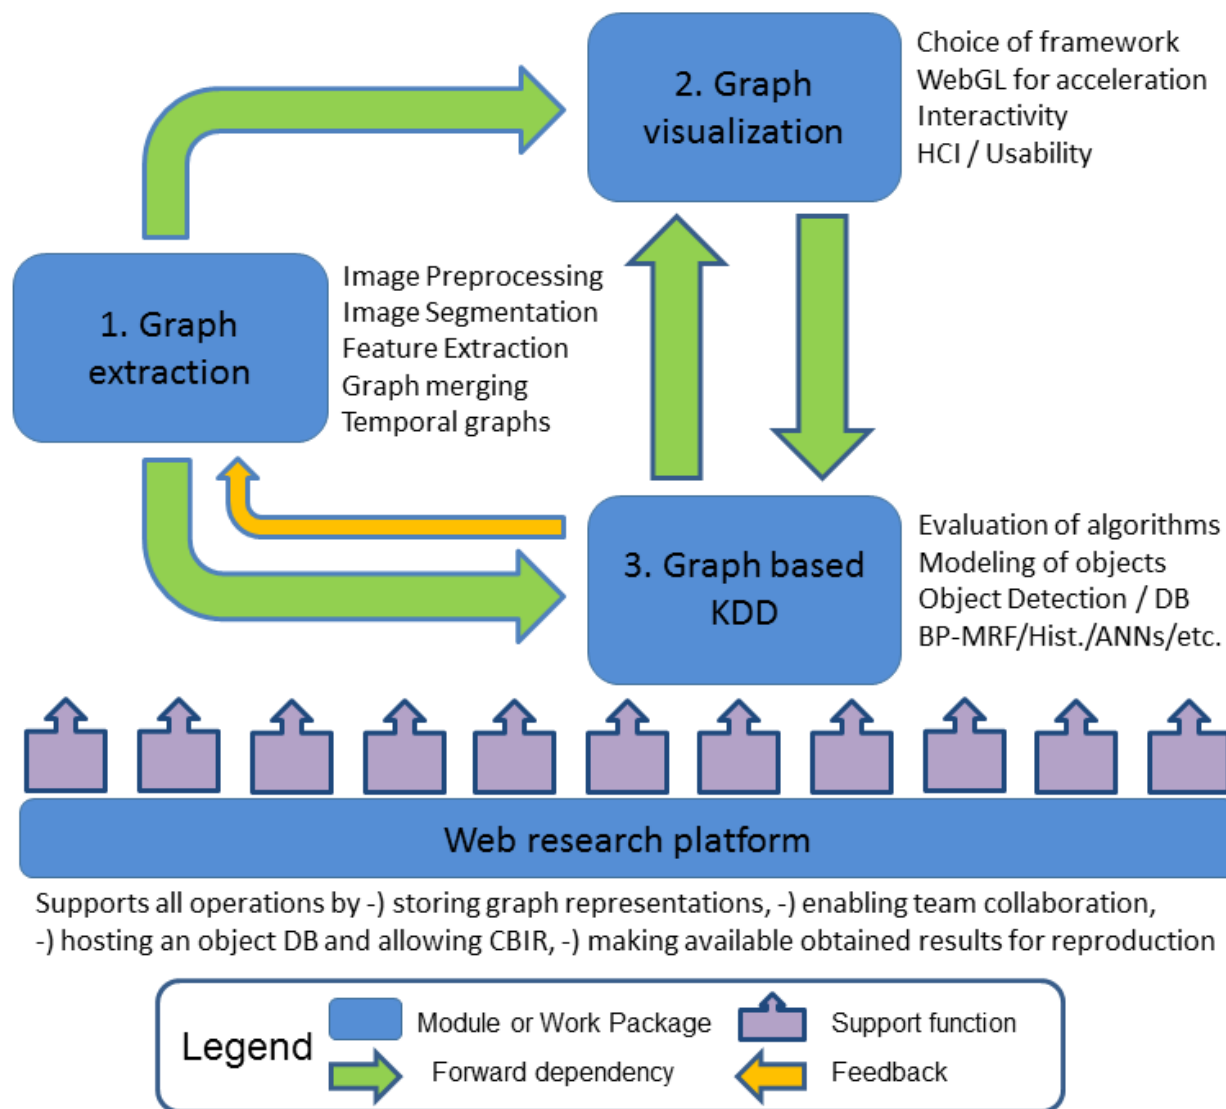 2. Graph
visualization
Choice of framework
WebGL for acceleration
Interactivity
HCI / Usability
1. Graph
extraction
Image Preprocessing
Image Segmentation
Feature Extraction
Graph merging
Temporal graphs
3. Graph based
KDD
Evaluation of algorithms
Modeling of objects
Object Detection / DB
BP-MRF/Hist./ANNs/etc.
Web research platform
Supports all operations by -) storing graph representations, -) enabling team collaboration,
-) hosting an object DB and allowing CBIR, -) making available obtained results for reproduction
Legend
Module or Work Package
Support function
Forward dependency
Feedback